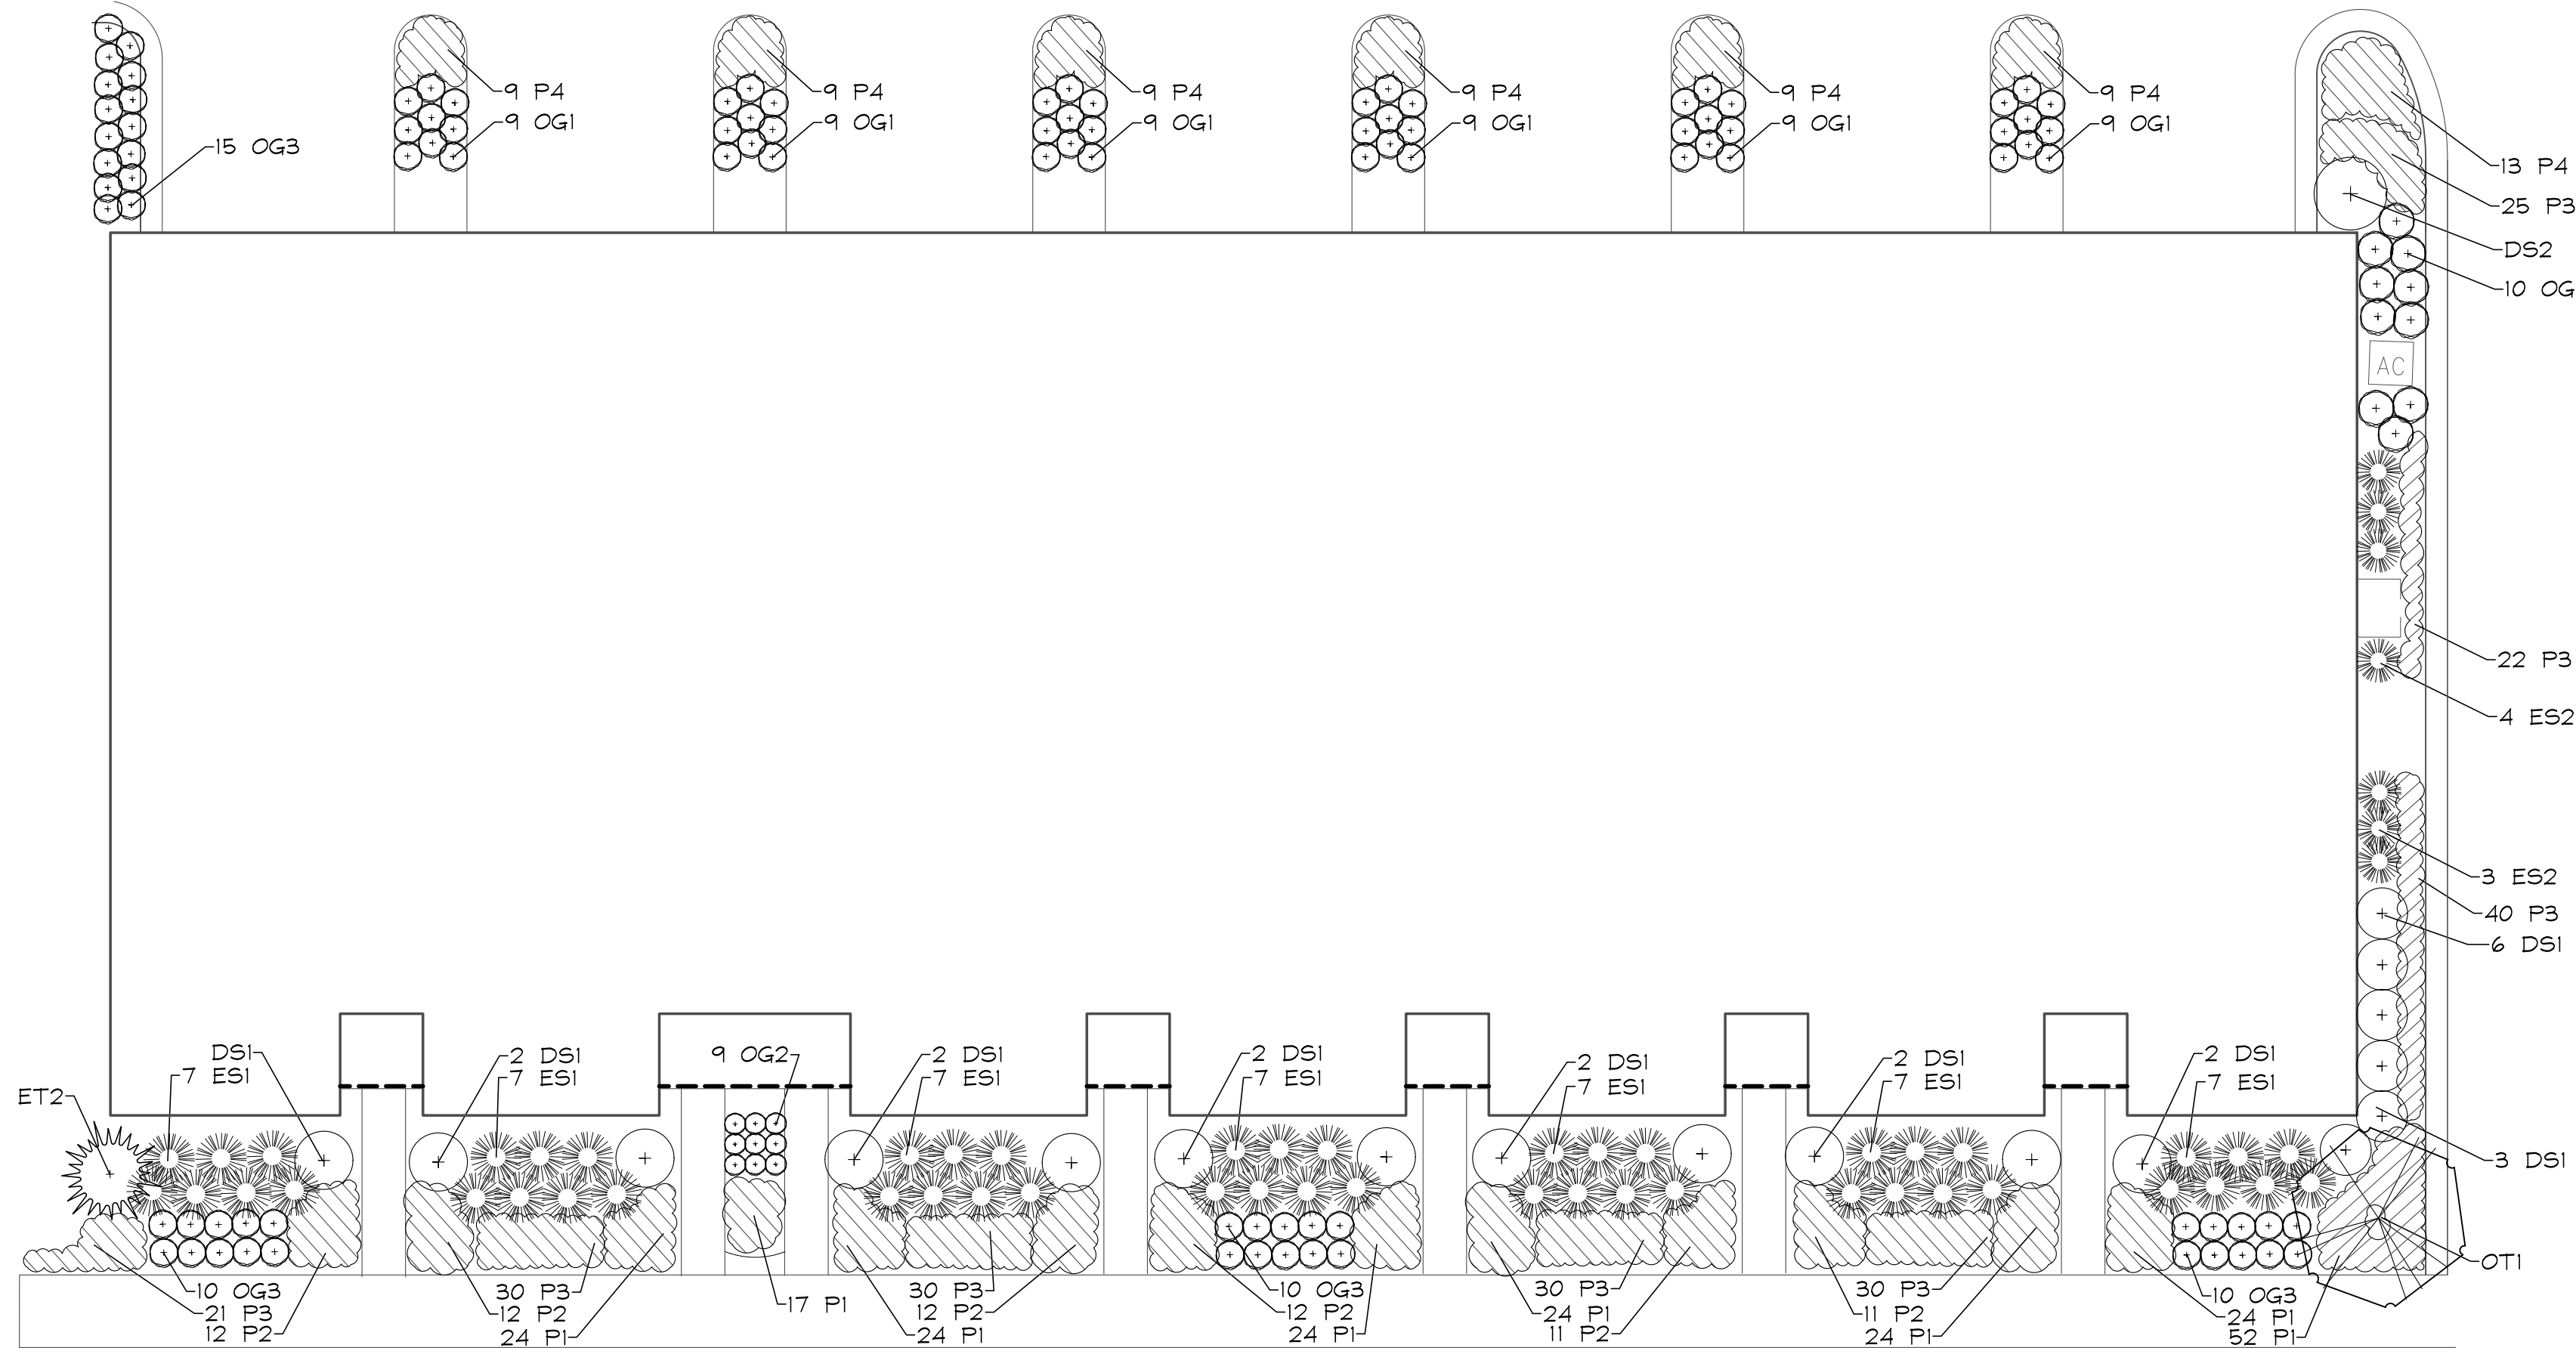 9 P4
9 OG1
9 P4
9 OG1
9 P4
9 OG1
9 P4
9 OG1
9 P4
9 OG1
9 P4
9 OG1
15 OG3
13 P4
25 P3
DS2
10 OG
AC
22 P3
4 ES2
3 ES2
40 P3
6 DS1
DS1
7 ES1
ET2
2 DS1
7 ES1
9 OG2
2 DS1
7 ES1
2 DS1
7 ES1
2 DS1
7 ES1
2 DS1
7 ES1
2 DS1
7 ES1
3 DS1
OT1
10 OG3
21 P3
12 P2
30 P3
12 P2
24 P1
17 P1
30 P3
12 P2
24 P1
10 OG3
12 P2
24 P1
30 P3
24 P1
11 P2
30 P3
11 P2
24 P1
10 OG3
24 P1
52 P1